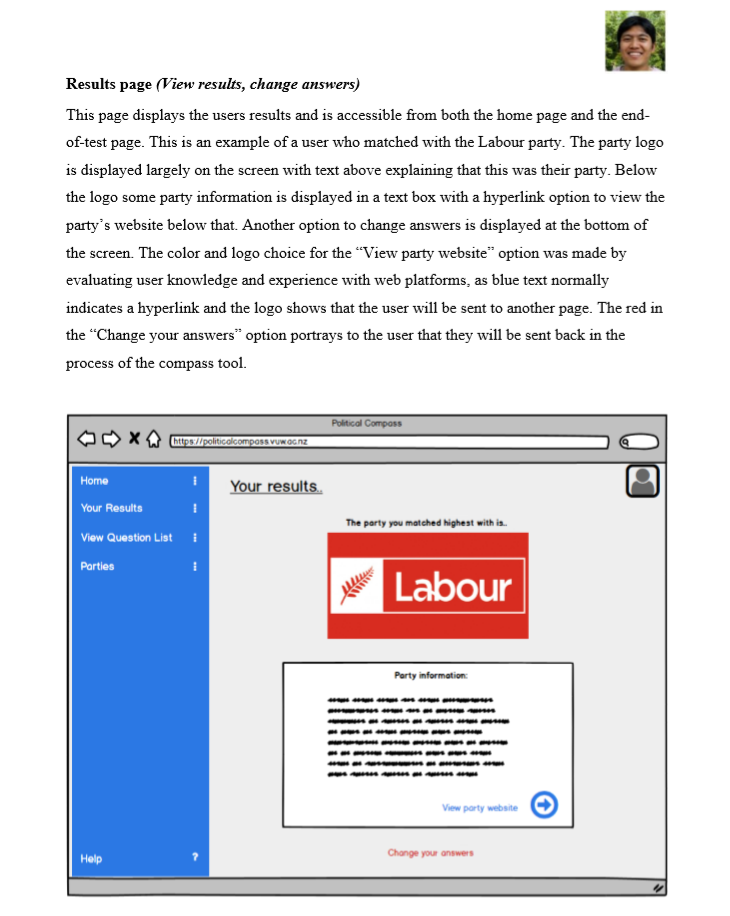 Results page (View results, change answers)
This page displays the users results and is accessible from both the home page and the end-
of-test page. This is an example of a user who matched with the Labour party. The party logo
is displayed largely on the screen with text above explaining that this was their party. Below
the logo some party information is displayed in a text box with a hyperlink option to view the
party’s website below that. Another option to change answers is displayed at the bottom of
the screen. The color and logo choice for the “View party website” option was made by
evaluating user knowledge and experience with web platforms, as blue text normally
indicates a hyperlink and the logo shows that the user will be sent to another page. The red in
the “Change your answers” option portrays to the user that they will be sent back in the
process of the compass tool.
Political Compass
https://politicalcompass.vuw.ac.nz
Home
Your Results
View Question List
Parties
Help ?
Your results..
The party you matched highest with is..
Labour
Party information:
View party website
Change your answers